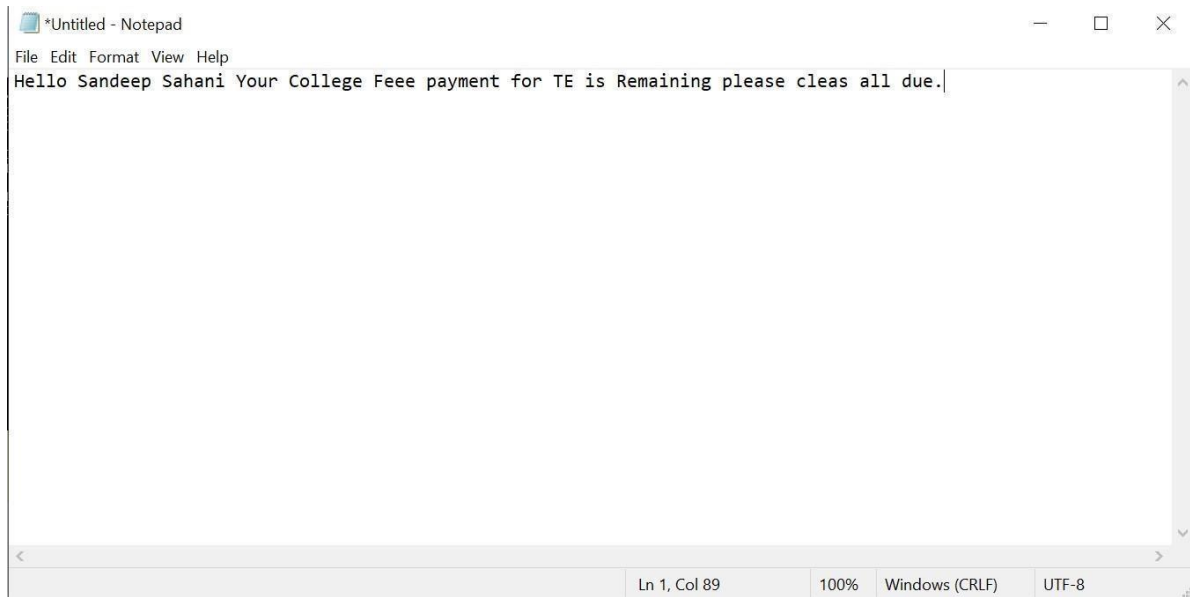 *Untitled - Notepad
File Edit Format View Help
Hello Sandeep Sahani Your College Feee payment for TE is Remaining please cleas all due.
Ln 1, Col 89 100% Windows (CRLF) UTF-8